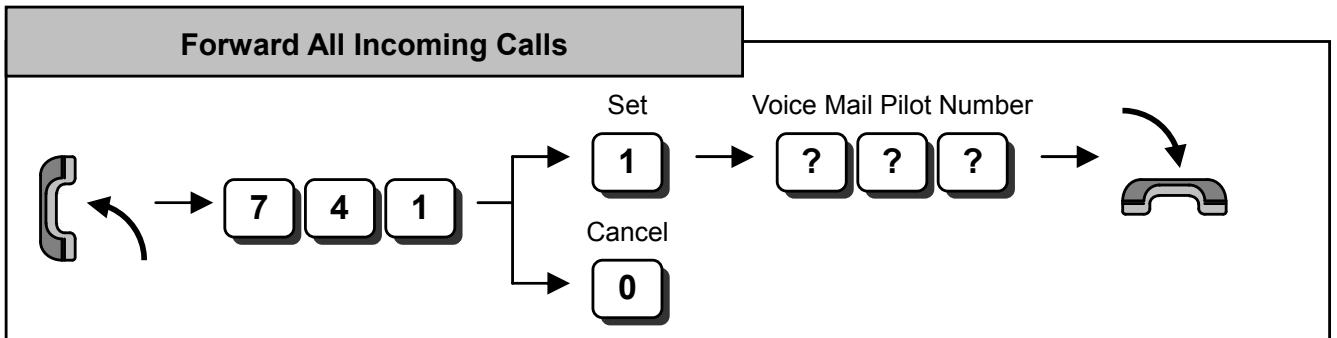 Forward All Incoming Calls
Set Voice Mail Pilot Number
7 4 1 1 ? ? ?
Cancel
0